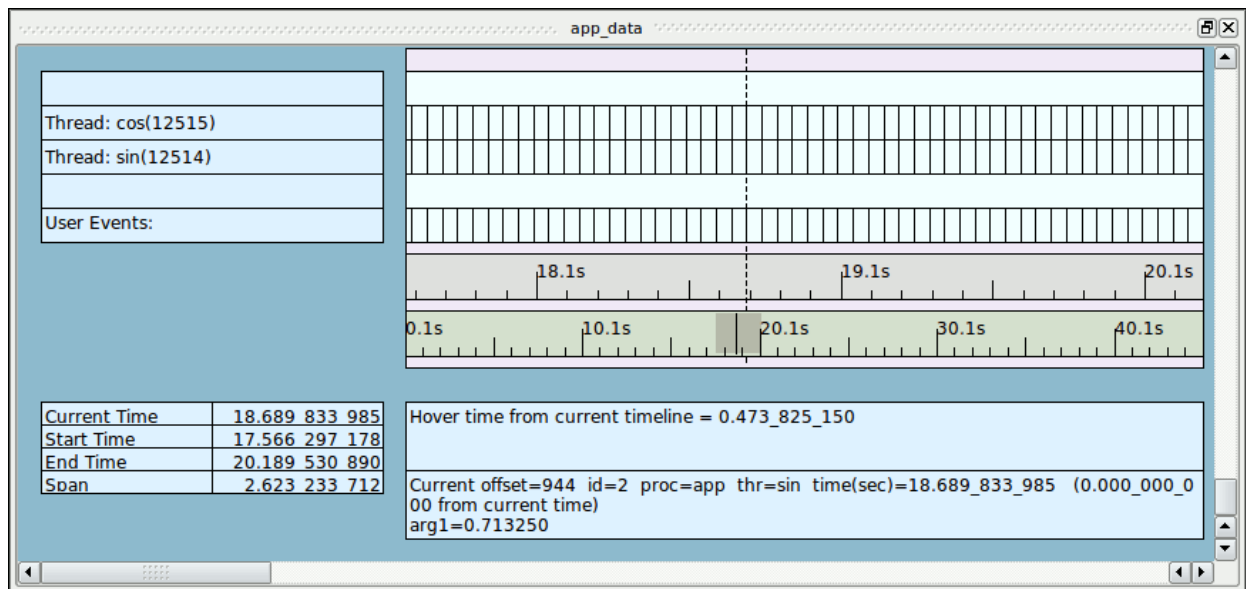 app_data
Thread: cos(12515)
Thread: sin(12514)
User Events:
18.1s 19.1s 20.1s
0.1s 10.1s 20.1s 30.1s 40.1s
Current Time 18.689_833_985
Start Time 17.566_297_178
End Time 20.189_530_890
Span 2.623_233_712
Hover time from current timeline = 0.473_825_150
Current offset=944 id=2 proc=app thr=sin time(sec)=18.689_833_985 (0.000_000_0
00 from current time)
arg1=0.713250